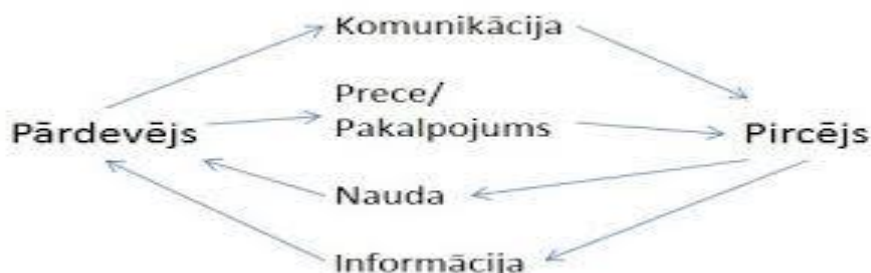 Komunikācija
Prece/
Pakalpojums
Pārdevējs
Pircējs
Nauda
Informācija